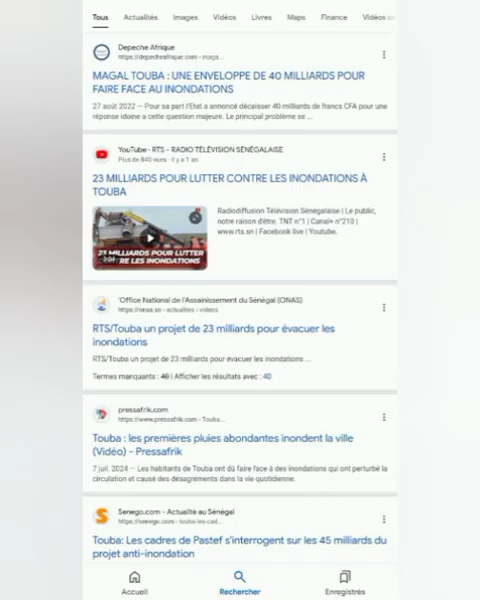 Tous Actualités Images Vidéos Livres Maps Finance Vidéos co
Depeche Afrique
https://depecheafrique.com › maga...
MAGAL TOUBA : UNE ENVELOPPE DE 40 MILLIARDS POUR
FAIRE FACE AU INONDATIONS
27 août 2022 — Pour sa part l'Etat a annoncé décaisser 40 milliards de francs CFA pour une
réponse idoine a cette question majeure. Le principal problème se ...
YouTube · RTS - RADIO TÉLÉVISION SÉNÉGALAISE
Plus de 840 vues · il y a 1 an
23 MILLIARDS POUR LUTTER CONTRE LES INONDATIONS À
TOUBA
Radiodiffusion Télévision Sénégalaise | Le public,
notre raison d'être. TNT n°1 | Canal+ n°210 |
www.rts.sn | Facebook live | Youtube.
23 MILLIARDS POUR LUTTER
RE LES INONDATIONS
Office National de l'Assainissement du Sénégal (ONAS)
https://onas.sn › actualites › videos
RTS/Touba un projet de 23 milliards pour évacuer les
inondations
RTS/Touba un projet de 23 milliards pour évacuer les inondations ...
Termes manquants : 40 | Afficher les résultats avec : 40
pressafrik.com
https://www.pressafrik.com › Touba...
Touba : les premières pluies abondantes inondent la ville
(Vidéo) - Pressafrik
7 juil. 2024 — Les habitants de Touba ont dû faire face à des inondations qui ont perturbé la
circulation et causé des désagréments dans la vie quotidienne.
Senego.com - Actualité au Sénégal
https://senego.com › touba-les-cad...
Touba: Les cadres de Pastef s'interrogent sur les 45 milliards du
projet anti-inondation
Accueil Rechercher Enregistrés